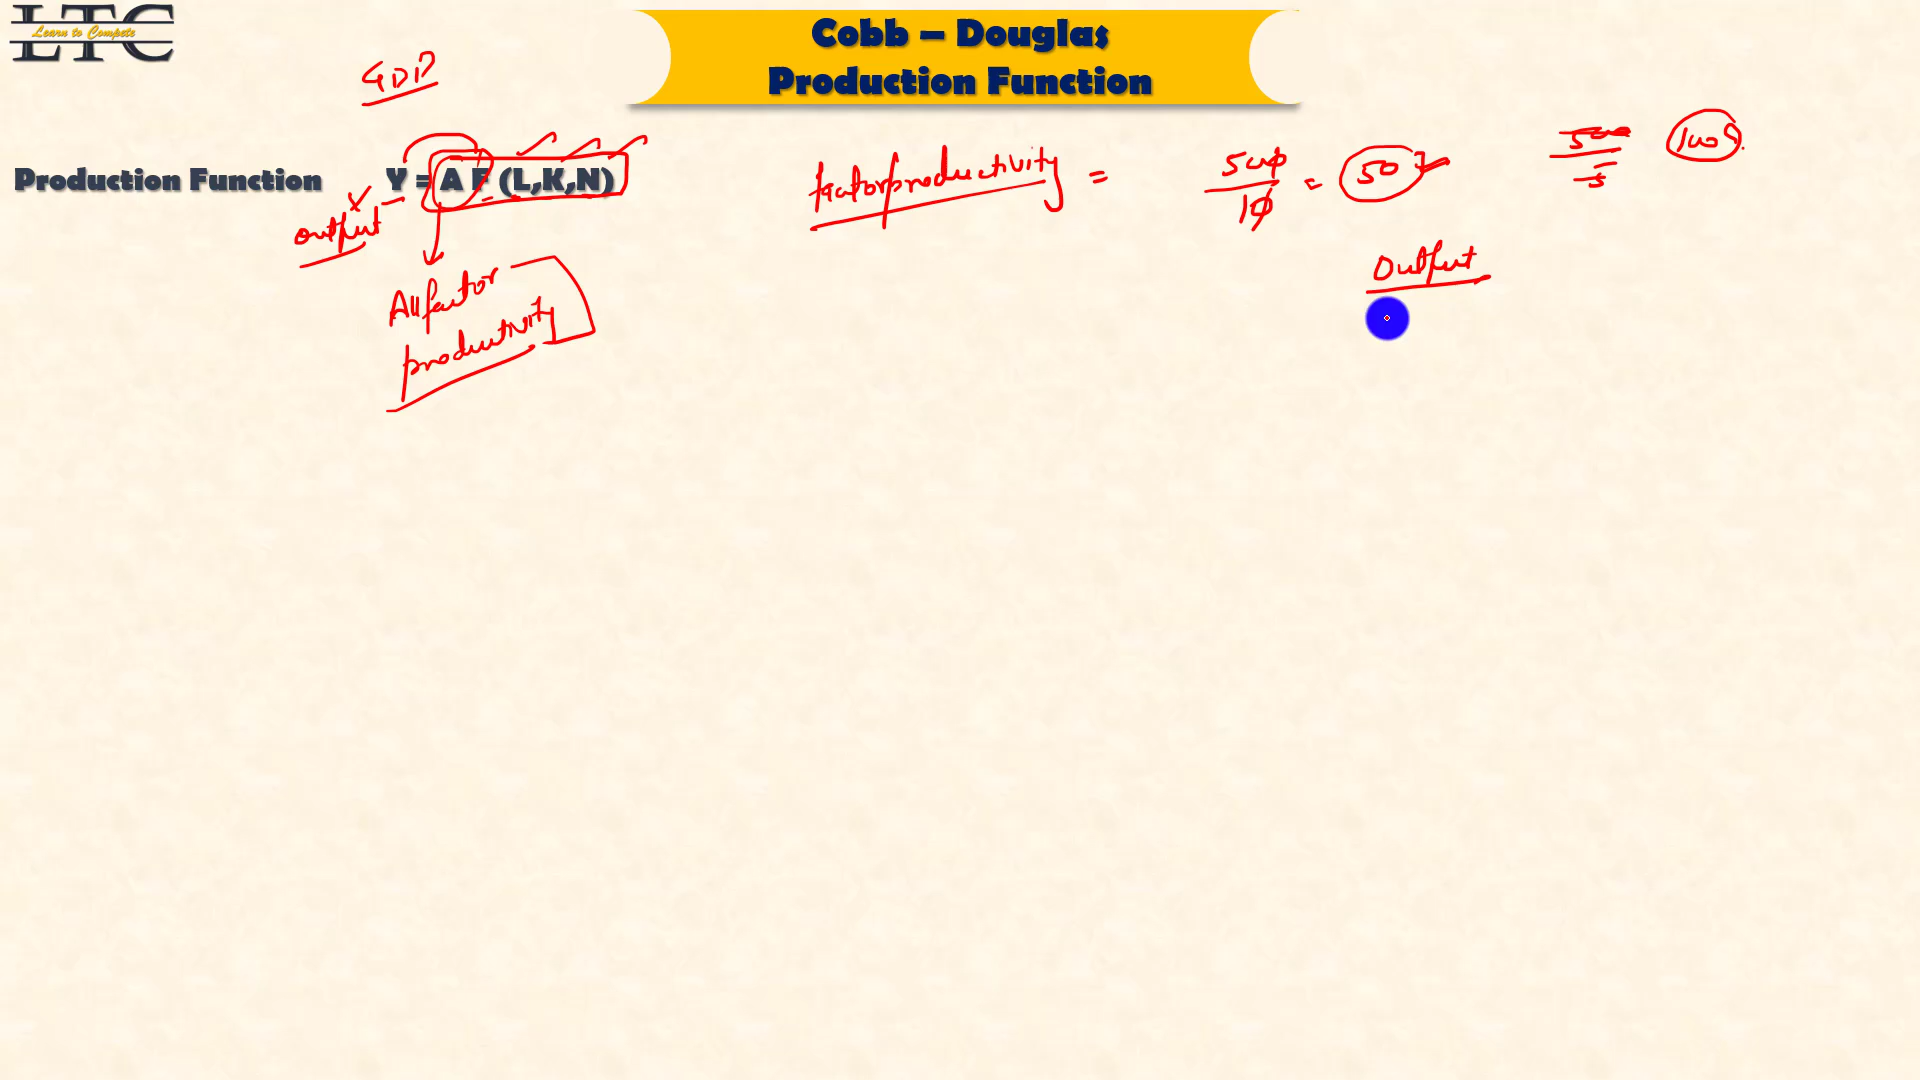 LTC
Learn to Compete
Cobb – Douglas
Production Function
GDP
Production Function Y = A F (L,K,N)
output
All factor
productivity
factor productivity =
500
10
= 50
500
5
100
Output